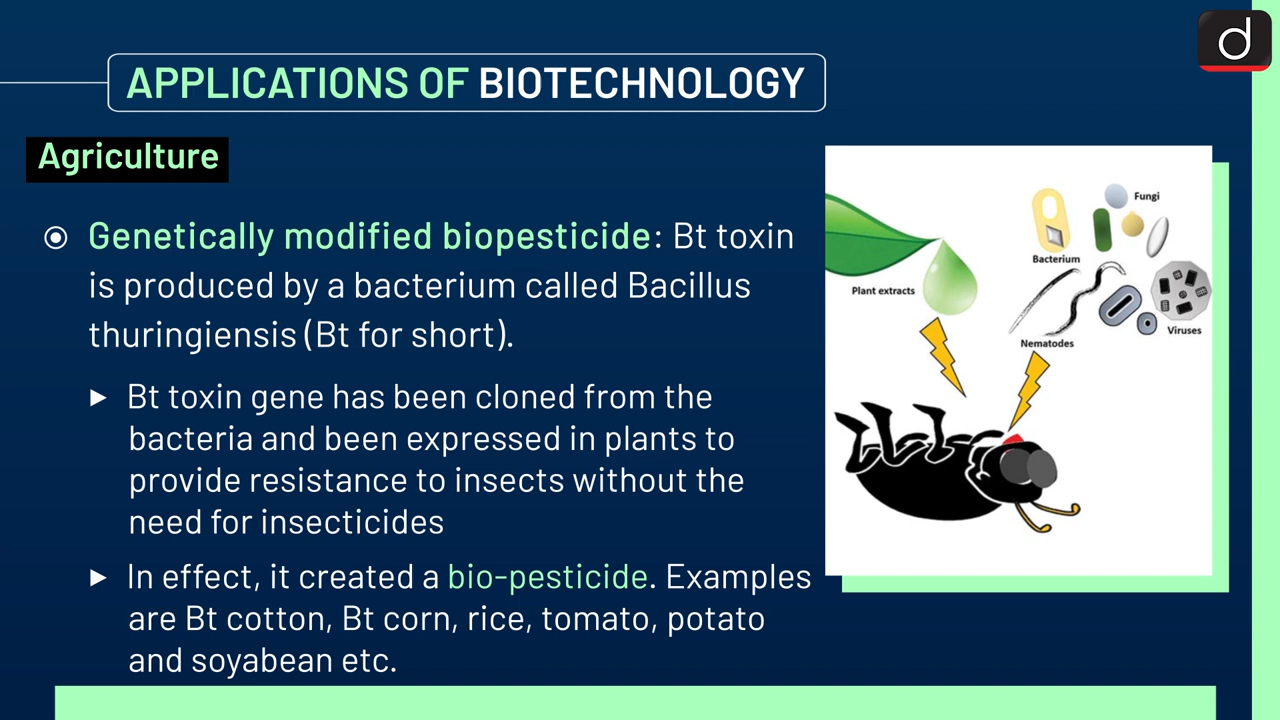 d
APPLICATIONS OF BIOTECHNOLOGY
Agriculture
Genetically modified biopesticide: Bt toxin
is produced by a bacterium called Bacillus
thuringiensis (Bt for short).
Bt toxin gene has been cloned from the
bacteria and been expressed in plants to
provide resistance to insects without the
need for insecticides
In effect, it created a bio-pesticide. Examples
are Bt cotton, Bt corn, rice, tomato, potato
and soyabean etc.
Fungi
Bacterium
Plant extracts
Viruses
Nematodes